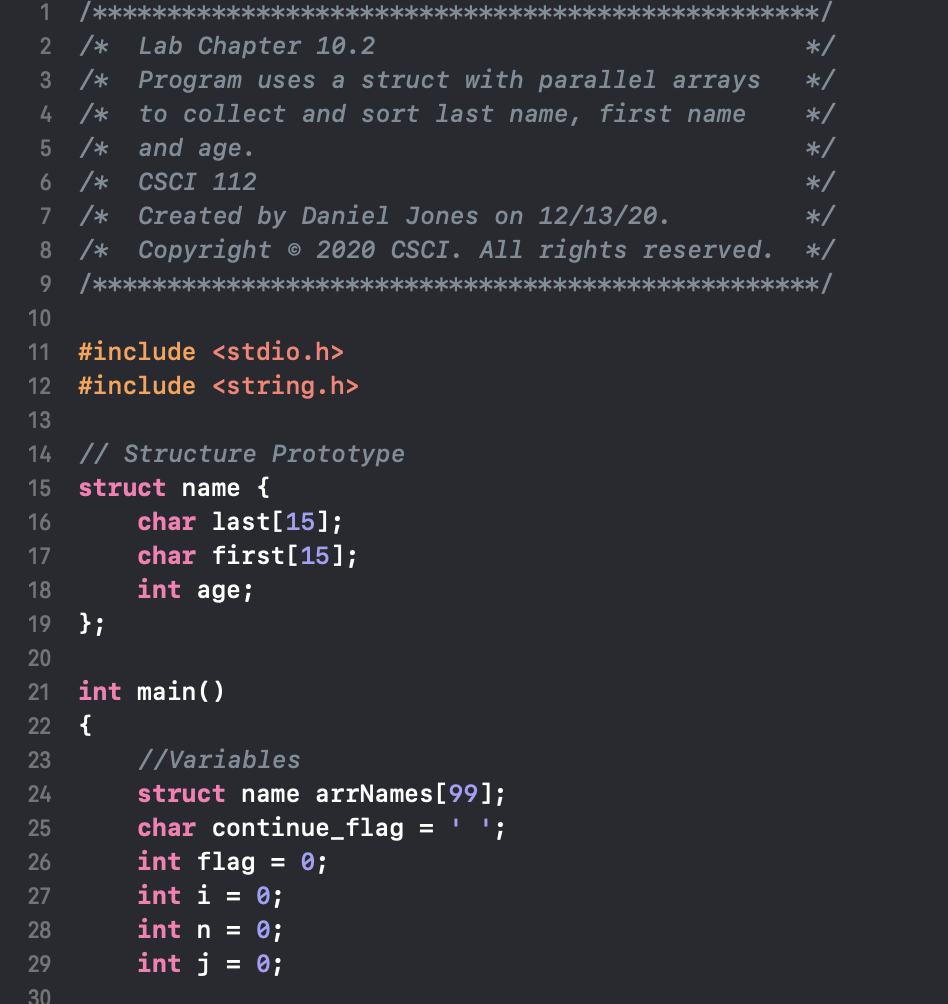 1 /*************************************************/
2 /*  Lab Chapter 10.2                             */
3 /*  Program uses a struct with parallel arrays   */
4 /*  to collect and sort last name, first name    */
5 /*  and age.                                     */
6 /*  CSCI 112                                     */
7 /*  Created by Daniel Jones on 12/13/20.         */
8 /*  Copyright © 2020 CSCI. All rights reserved.  */
9 /*************************************************/
10
11 #include <stdio.h>
12 #include <string.h>
13
14 // Structure Prototype
15 struct name {
16     char last[15];
17     char first[15];
18     int age;
19 };
20
21 int main()
22 {
23     //Variables
24     struct name arrNames[99];
25     char continue_flag = ' ';
26     int flag = 0;
27     int i = 0;
28     int n = 0;
29     int j = 0;
30